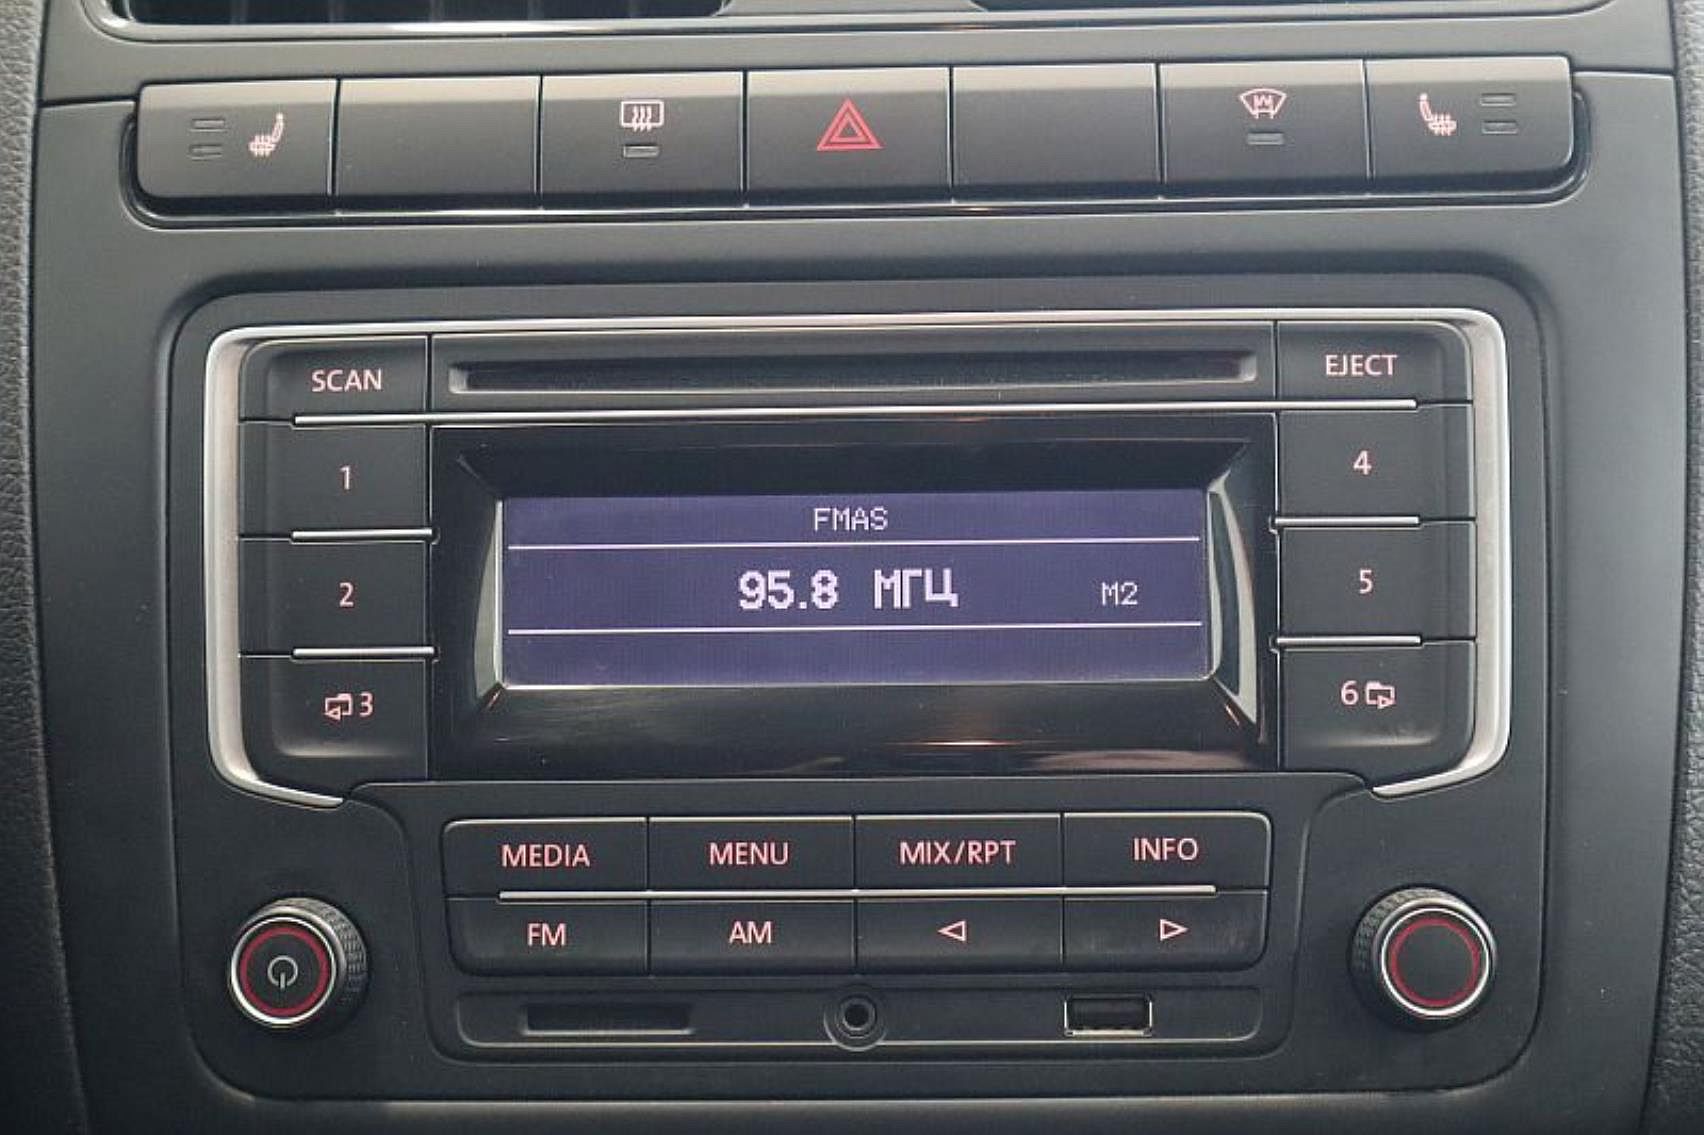 SCAN
EJECT
1
4
FMAS
95.8 МГЦ M2
2
5
3
6
MEDIA MENU MIX/RPT INFO
FM AM